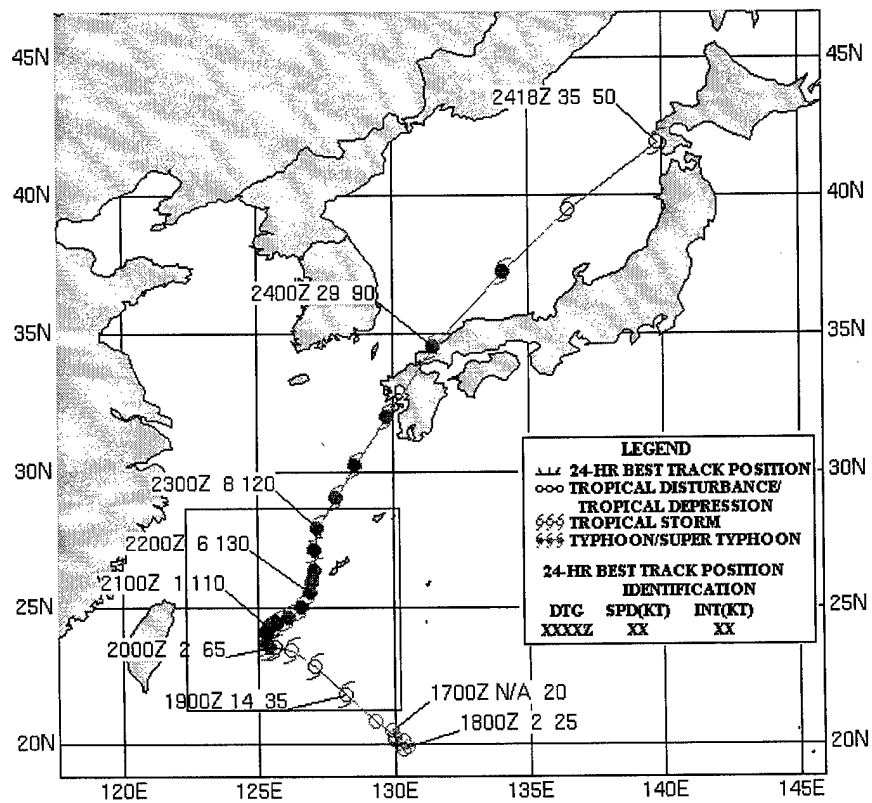 45N
45N
2418Z 35 50
40N
40N
2400Z 29 90
35N
35N
LEGEND
24-HR BEST TRACK POSITION
TROPICAL DISTURBANCE/
TROPICAL DEPRESSION
TROPICAL STORM
TYPHOON/SUPER TYPHOON
24-HR BEST TRACK POSITION
IDENTIFICATION
DTG SPD(KT) INT(KT)
XXXXZ XX XX
30N
30N
2300Z 8 120
2200Z 6 130
2100Z 1 110
25N
25N
2000Z 2 65
1900Z 14 35
1700Z N/A 20
1800Z 2 25
20N
20N
120E
125E
130E
135E
140E
145E